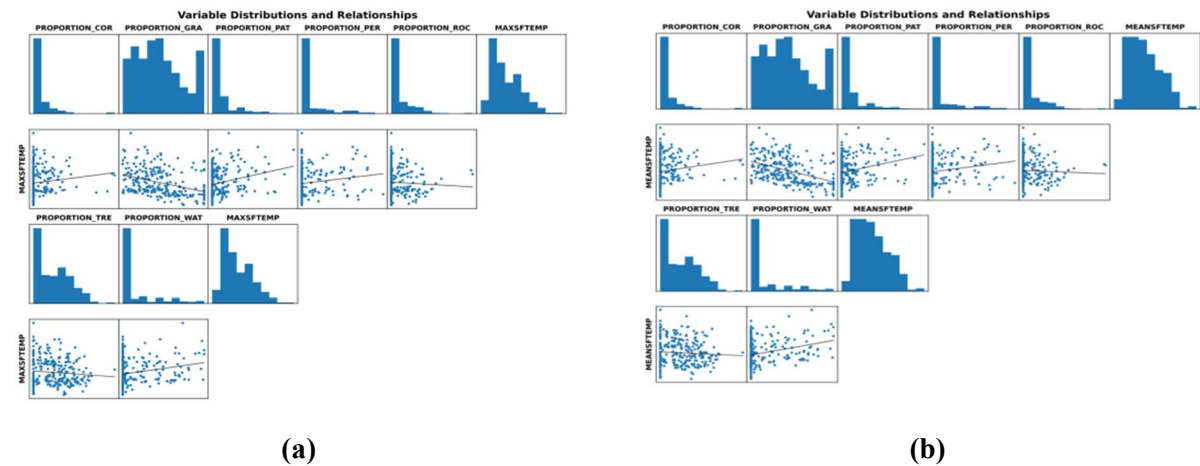 Variable Distributions and Relationships
PROPORTION_COR PROPORTION_GRA PROPORTION_PAT PROPORTION_PER PROPORTION_ROC MAXSFTEMP
MAXSFTEMP
PROPORTION_TRE PROPORTION_WAT MAXSFTEMP
MAXSFTEMP
(a)
Variable Distributions and Relationships
PROPORTION_COR PROPORTION_GRA PROPORTION_PAT PROPORTION_PER PROPORTION_ROC MEANSFTEMP
MEANSFTEMP
PROPORTION_TRE PROPORTION_WAT MEANSFTEMP
MEANSFTEMP
(b)